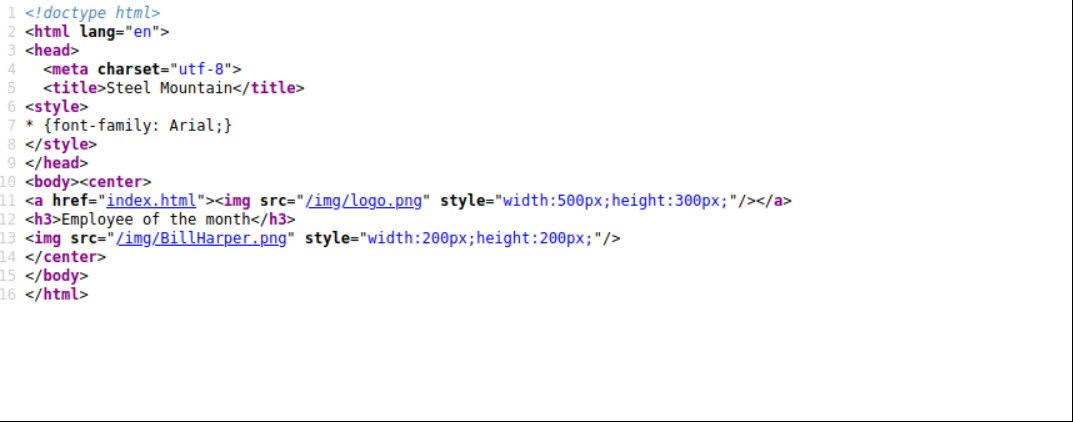 1 <!doctype html>
2 <html lang="en">
3 <head>
4   <meta charset="utf-8">
5   <title>Steel Mountain</title>
6 <style>
7 * {font-family: Arial;}
8 </style>
9 </head>
10 <body><center>
11 <a href="index.html"><img src="/img/logo.png" style="width:500px;height:300px;"/></a>
12 <h3>Employee of the month</h3>
13 <img src="/img/BillHarper.png" style="width:200px;height:200px;"/>
14 </center>
15 </body>
16 </html>